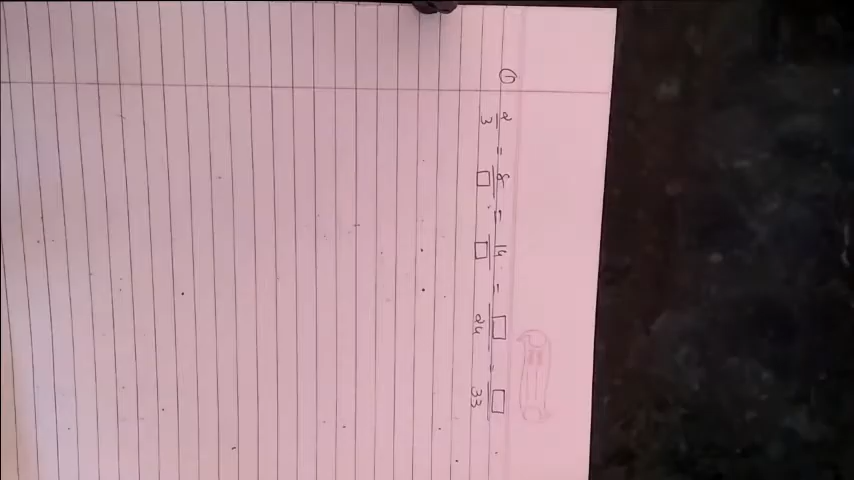 ① 2/3 = 8/□ = 14/□ = □/24 = □/33